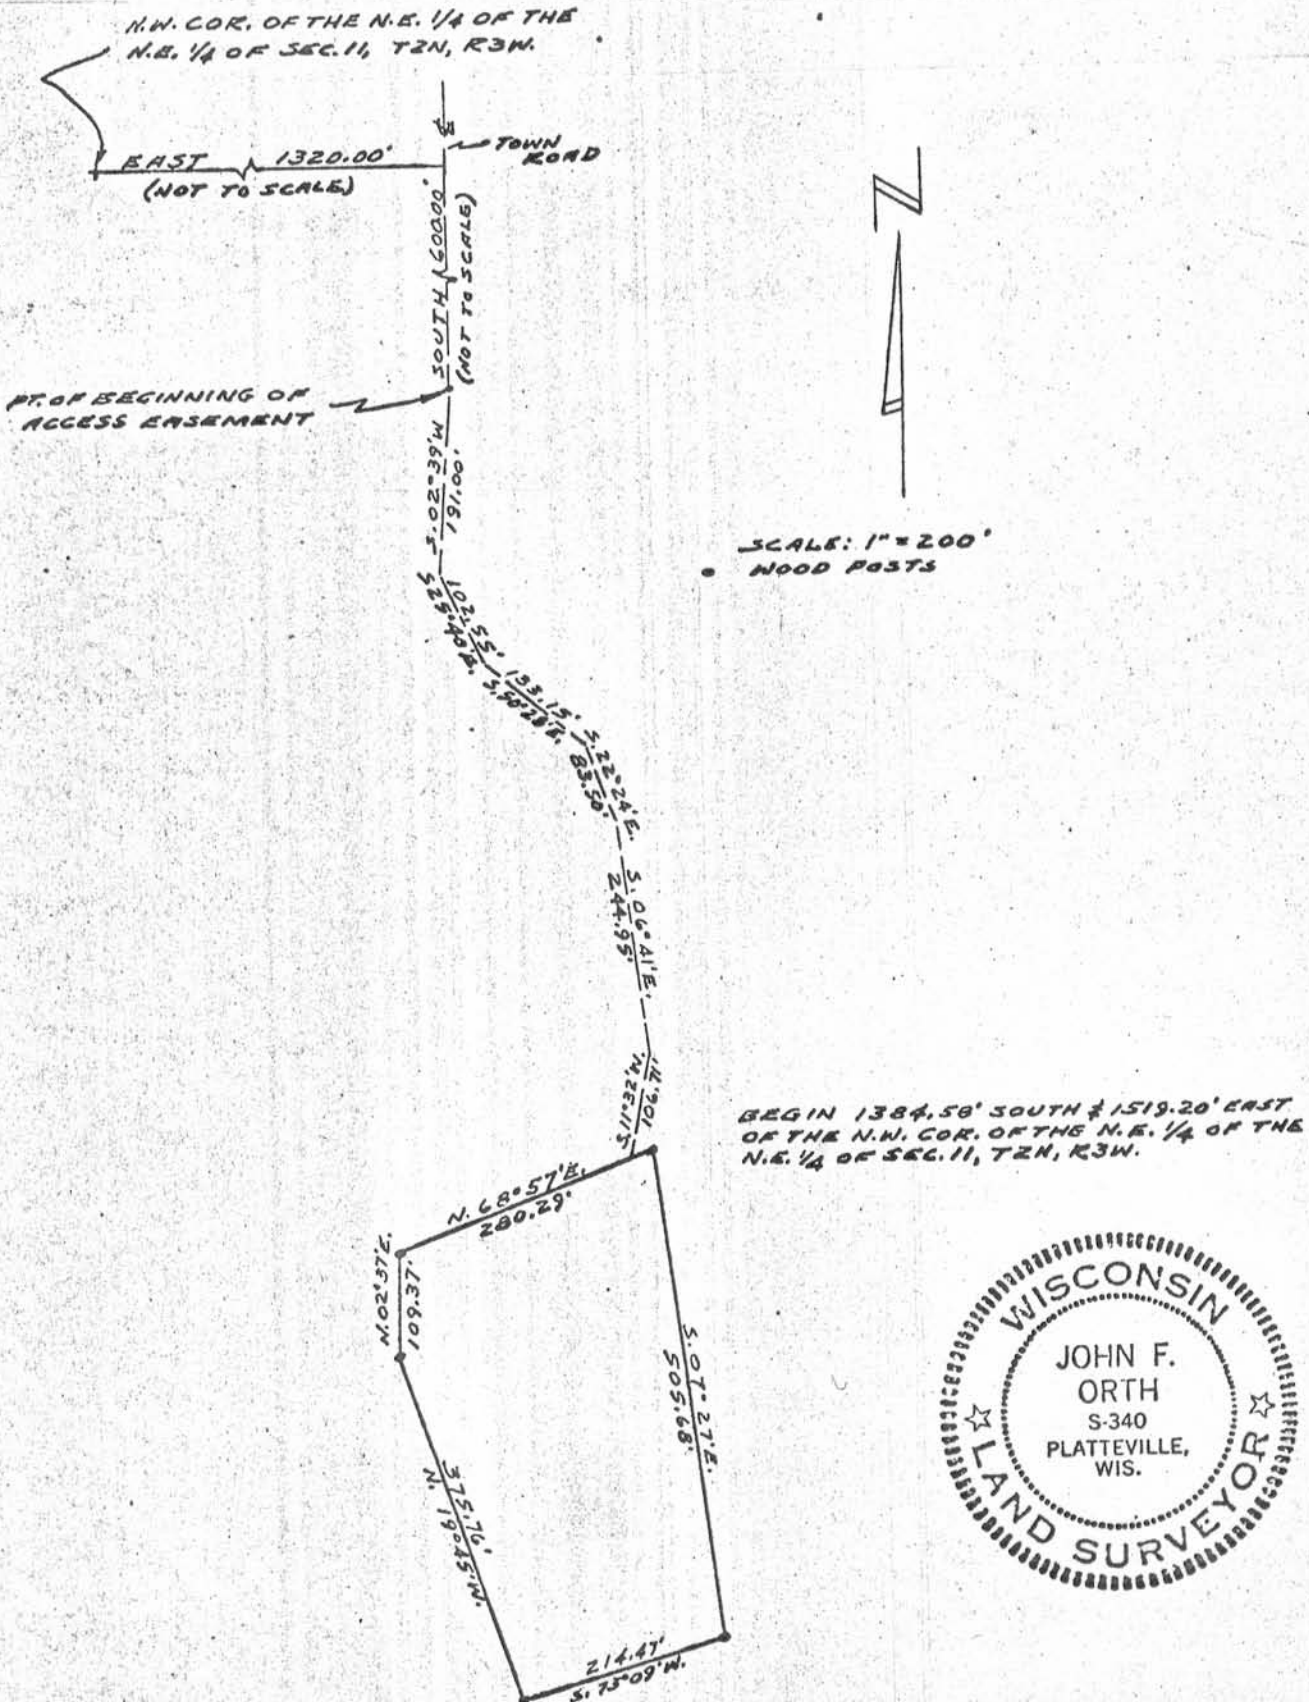 N.W. COR. OF THE N.E. 1/4 OF THE
N.E. 1/4 OF SEC. 11, T2N, R3W.
TOWN
ROAD
EAST 1320.00'
(NOT TO SCALE)
SOUTH 600.00'
(NOT TO SCALE)
N
PT. OF BEGINNING OF
ACCESS EASEMENT
S. 02°39'W
191.00'
SCALE: 1" = 200'
• WOOD POSTS
102.55'
S25°40'E.
133.15'
S.22°24'E.
83.50'
S.06°41'E.
244.95'
S.11°32'W.
106.71'
BEGIN 1384.58' SOUTH & 1519.20' EAST
OF THE N.W. COR. OF THE N.E. 1/4 OF THE
N.E. 1/4 OF SEC. 11, T2N, R3W.
N. 68°57'E.
280.29'
N.02°37'E.
109.37'
S.07°27'E.
505.68'
375.76'
N. 19°45'W.
214.47'
S. 75°09'W.
WISCONSIN
JOHN F.
ORTH
S-340
PLATTEVILLE,
WIS.
LAND SURVEYOR